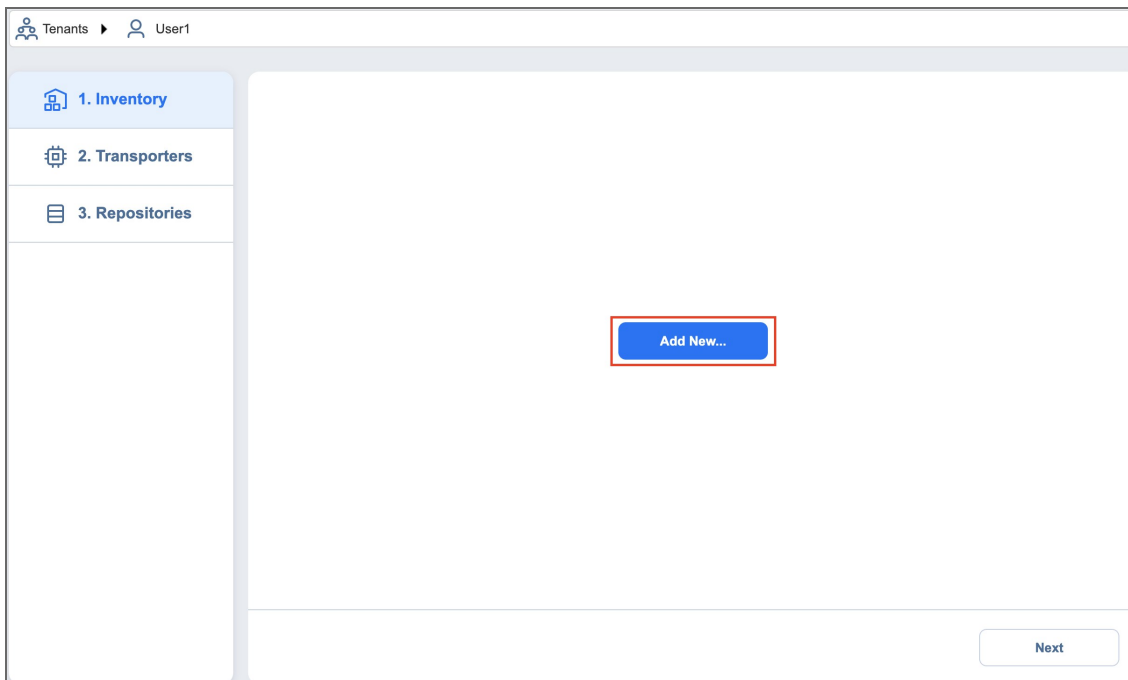 Tenants User1
1. Inventory
2. Transporters
3. Repositories
Add New...
Next